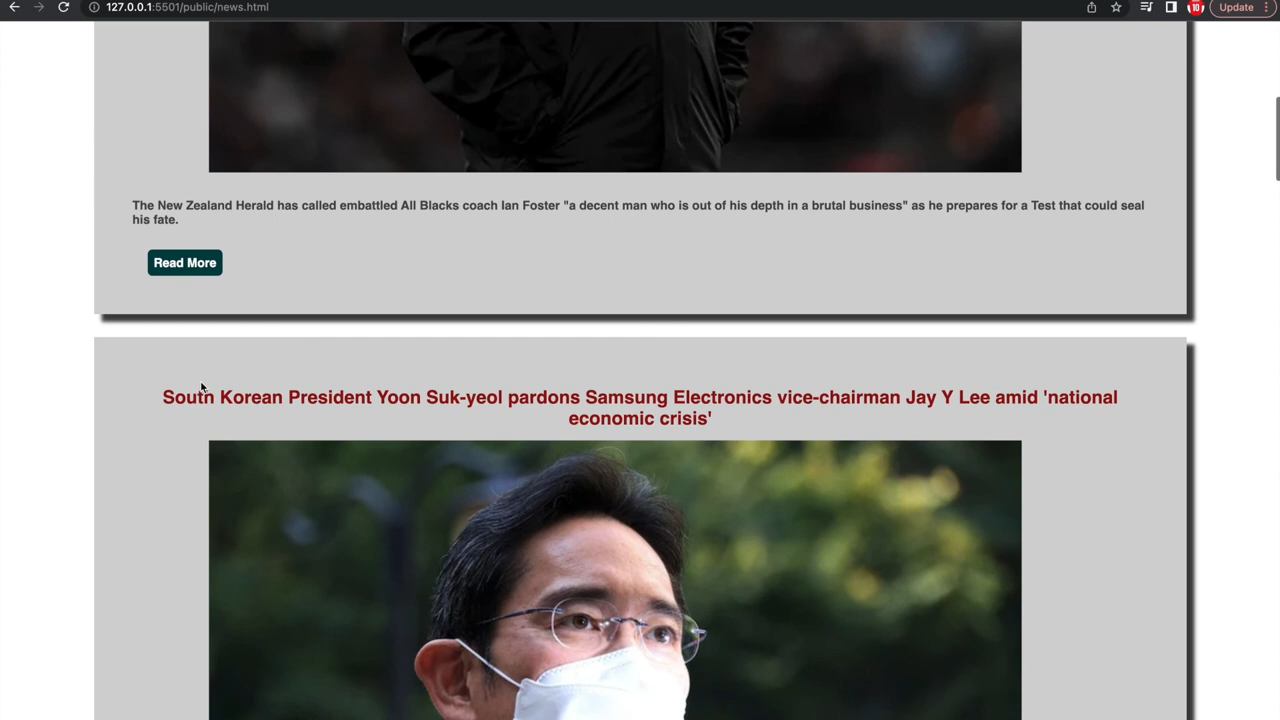 127.0.0.1:5501/public/news.html
10
Update
The New Zealand Herald has called embattled All Blacks coach Ian Foster "a decent man who is out of his depth in a brutal business" as he prepares for a Test that could seal
his fate.
Read More
South Korean President Yoon Suk-yeol pardons Samsung Electronics vice-chairman Jay Y Lee amid 'national
economic crisis'